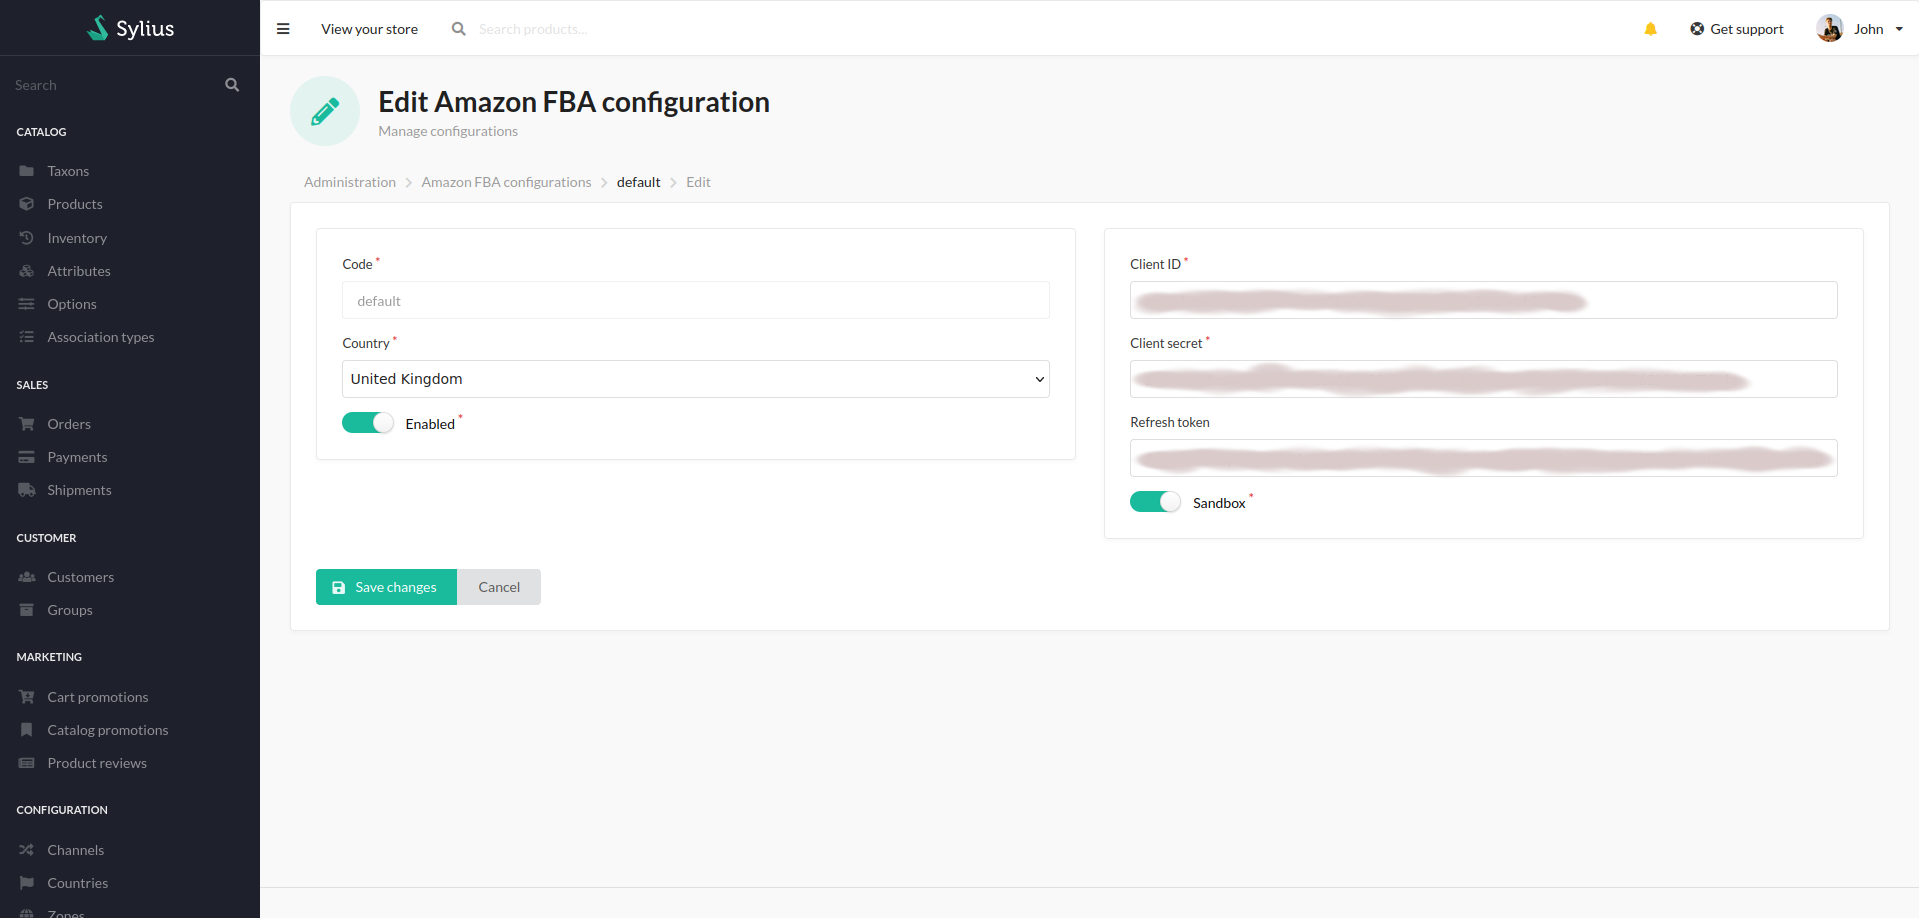 Sylius
Search
CATALOG
Taxons
Products
Inventory
Attributes
Options
Association types
SALES
Orders
Payments
Shipments
CUSTOMER
Customers
Groups
MARKETING
Cart promotions
Catalog promotions
Product reviews
CONFIGURATION
Channels
Countries
Zones
View your store
Search products...
Get support
John
Edit Amazon FBA configuration
Manage configurations
Administration > Amazon FBA configurations > default > Edit
Code *
default
Country *
United Kingdom
Enabled *
Client ID *
Client secret *
Refresh token
Sandbox *
Save changes
Cancel